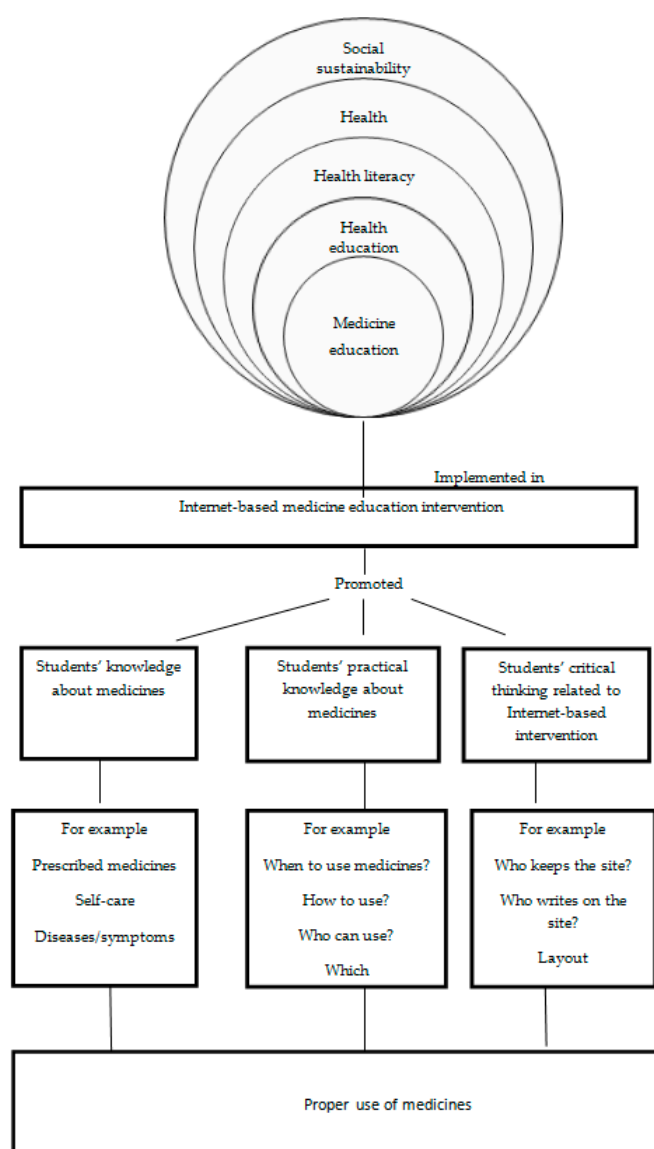 Social
sustainability
Health
Health literacy
Health
education
Medicine
education
Implemented in
Internet-based medicine education intervention
Promoted
Students' knowledge
about medicines
Students' practical
knowledge about
medicines
Students' critical
thinking related to
Internet-based
intervention
For example
Prescribed medicines
Self-care
Diseases/symptoms
For example
When to use medicines?
How to use?
Who can use?
Which
For example
Who keeps the site?
Who writes on the
site?
Layout
Proper use of medicines